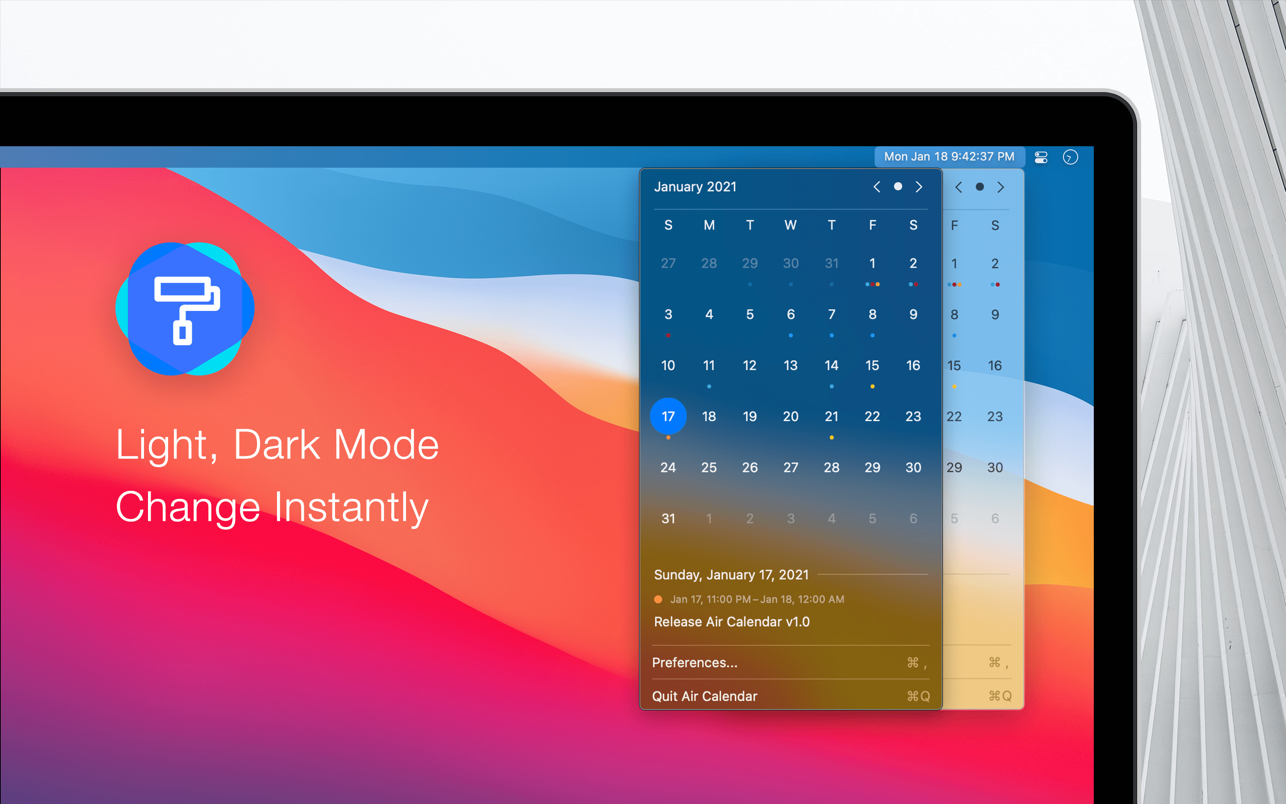 Mon Jan 18 9:42:37 PM
January 2021
S M T W T F S
F S
27 28 29 30 31 1 2
1 2
3 4 5 6 7 8 9
8 9
10 11 12 13 14 15 16
15 16
17 18 19 20 21 22 23
22 23
24 25 26 27 28 29 30
29 30
31 1 2 3 4 5 6
5 6
Light, Dark Mode
Change Instantly
Sunday, January 17, 2021
Jan 17, 11:00 PM – Jan 18, 12:00 AM
Release Air Calendar v1.0
Preferences... ⌘ ,
⌘ ,
Quit Air Calendar ⌘Q
⌘Q